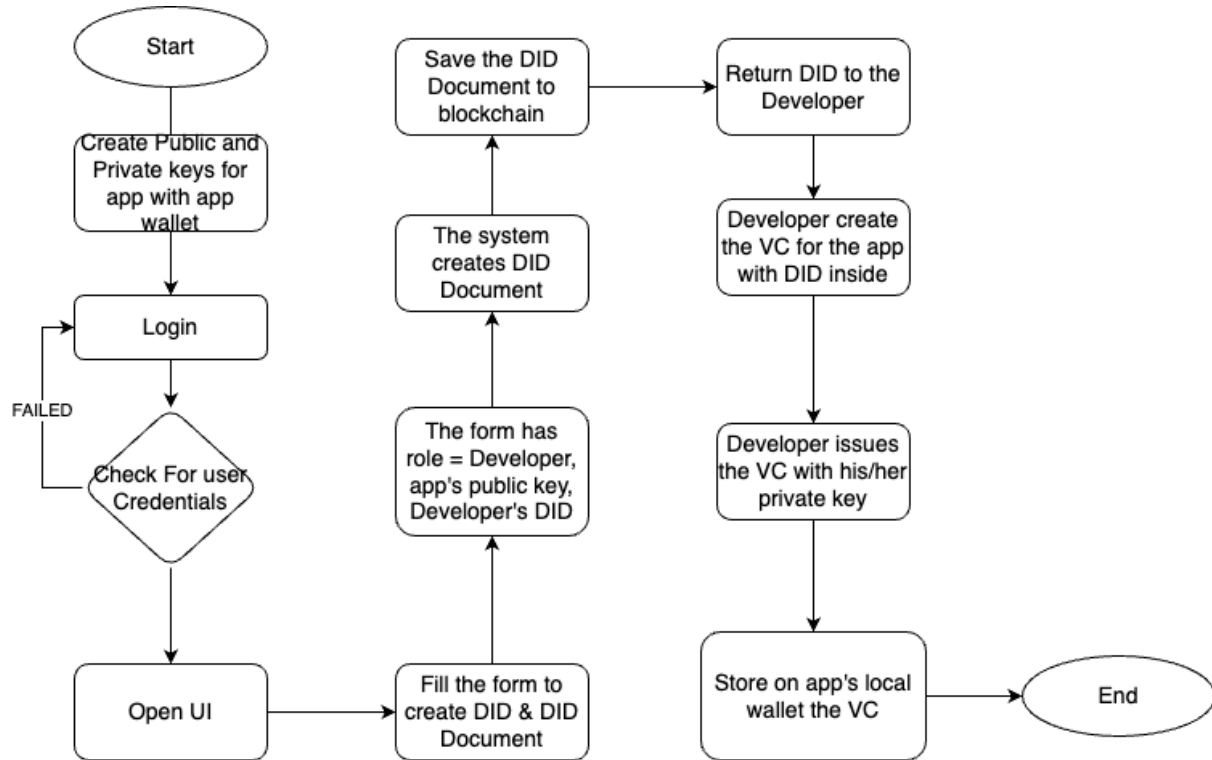 Start
Create Public and
Private keys for
app with app
wallet
Login
FAILED
Check For user
Credentials
Open UI
Fill the form to
create DID & DID
Document
The form has
role = Developer,
app's public key,
Developer's DID
The system
creates DID
Document
Save the DID
Document to
blockchain
Return DID to the
Developer
Developer create
the VC for the app
with DID inside
Developer issues
the VC with his/her
private key
Store on app's local
wallet the VC
End